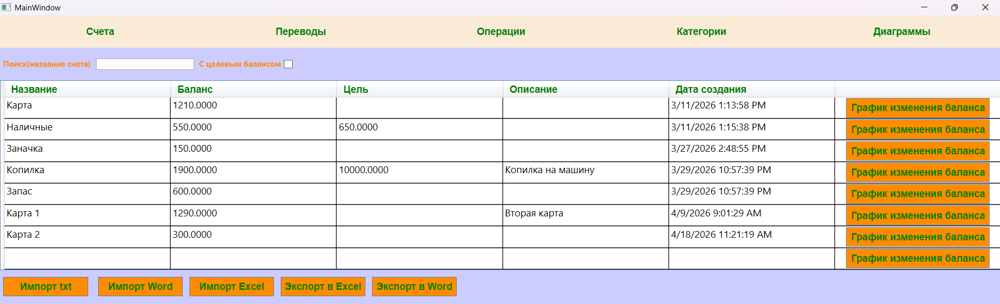 MainWindow
Счета Переводы Операции Категории Диаграммы
Поиск(название счета) С целевым балансом
Название Баланс Цель Описание Дата создания
Карта 1210.0000 3/11/2026 1:13:58 PM График изменения баланса
Наличные 550.0000 650.0000 3/11/2026 1:15:38 PM График изменения баланса
Заначка 150.0000 3/27/2026 2:48:55 PM График изменения баланса
Копилка 1900.0000 10000.0000 Копилка на машину 3/29/2026 10:57:39 PM График изменения баланса
Запас 600.0000 3/29/2026 10:57:39 PM График изменения баланса
Карта 1 1290.0000 Вторая карта 4/9/2026 9:01:29 AM График изменения баланса
Карта 2 300.0000 4/18/2026 11:21:19 AM График изменения баланса
График изменения баланса
Импорт txt Импорт Word Импорт Excel Экспорт в Excel Экспорт в Word